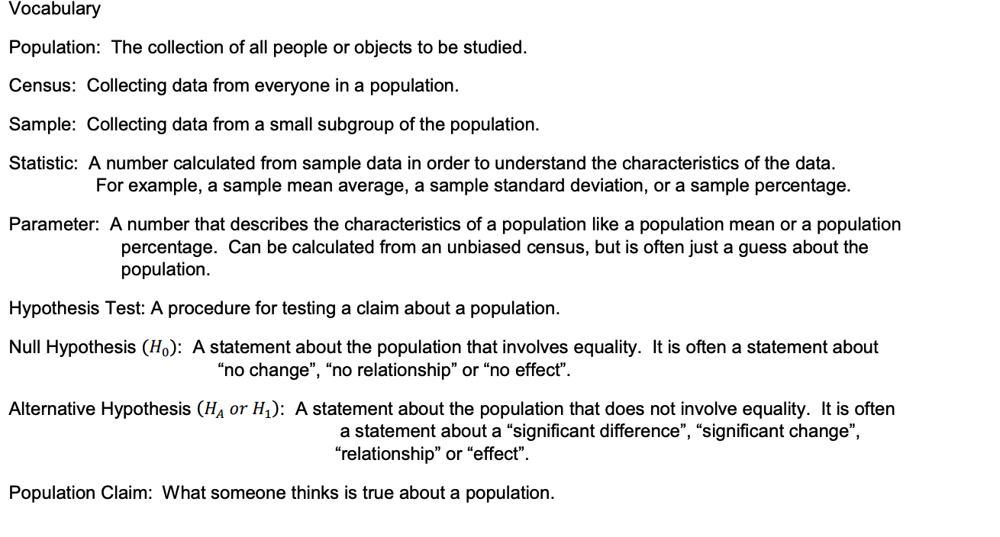 Vocabulary
Population:  The collection of all people or objects to be studied.
Census:  Collecting data from everyone in a population.
Sample:  Collecting data from a small subgroup of the population.
Statistic:  A number calculated from sample data in order to understand the characteristics of the data.
For example, a sample mean average, a sample standard deviation, or a sample percentage.
Parameter:  A number that describes the characteristics of a population like a population mean or a population
percentage.  Can be calculated from an unbiased census, but is often just a guess about the
population.
Hypothesis Test: A procedure for testing a claim about a population.
Null Hypothesis (H₀):  A statement about the population that involves equality.  It is often a statement about
“no change”, “no relationship” or “no effect”.
Alternative Hypothesis (H_A or H₁):  A statement about the population that does not involve equality.  It is often
a statement about a “significant difference”, “significant change”,
“relationship” or “effect”.
Population Claim:  What someone thinks is true about a population.